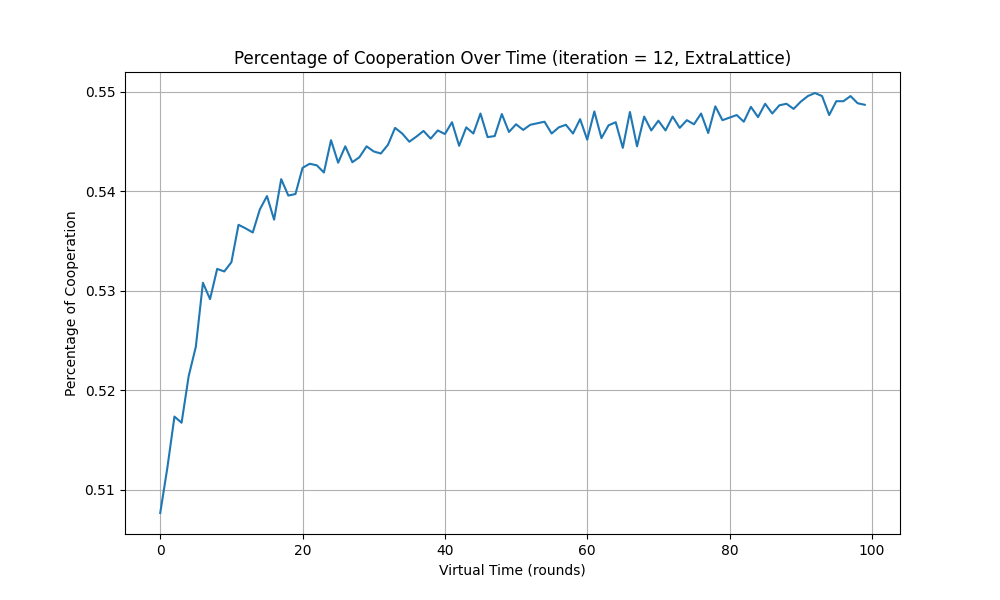 Percentage of Cooperation Over Time (iteration = 12, ExtraLattice)
0.55
0.54
0.53
0.52
0.51
Percentage of Cooperation
0 20 40 60 80 100
Virtual Time (rounds)